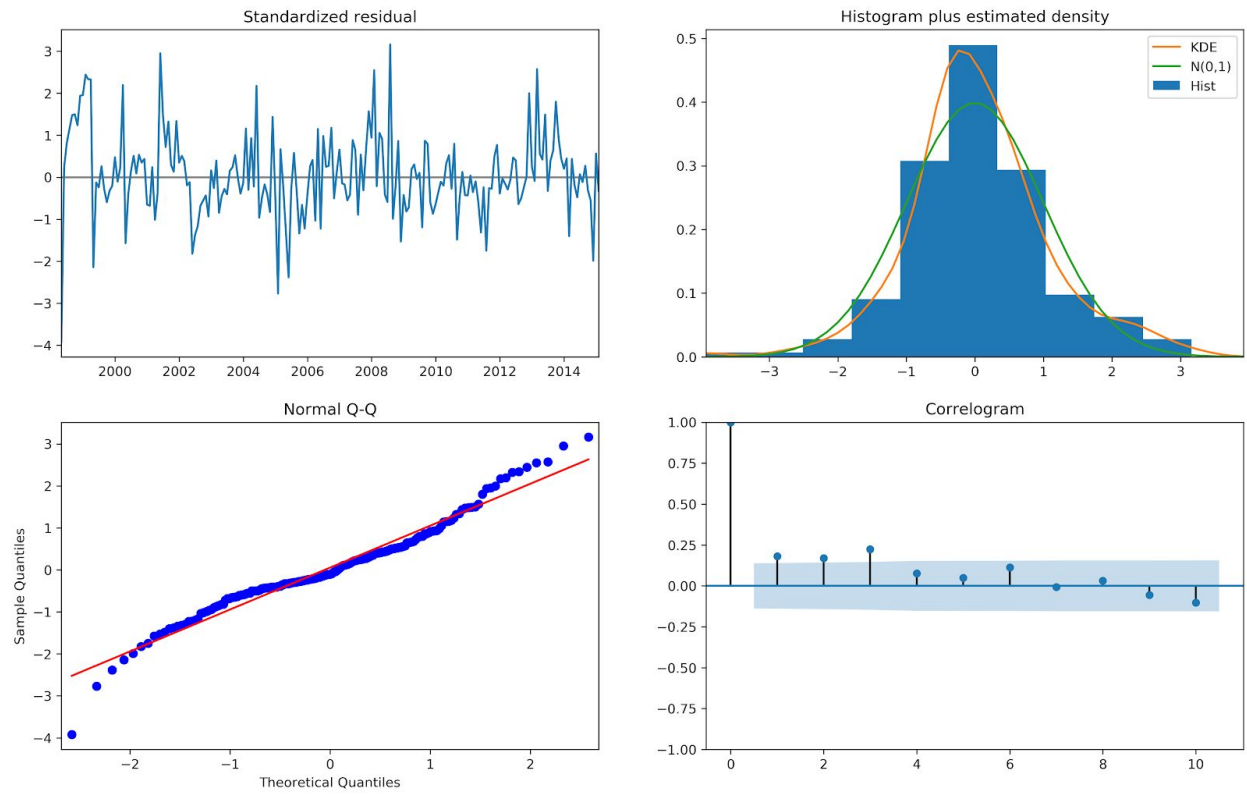 Standardized residual
3
2
1
0
−1
−2
−3
−4
2000 2002 2004 2006 2008 2010 2012 2014
Histogram plus estimated density
KDE
N(0,1)
Hist
0.5
0.4
0.3
0.2
0.1
0.0
−3 −2 −1 0 1 2 3
Normal Q-Q
Sample Quantiles
3
2
1
0
−1
−2
−3
−4
−2 −1 0 1 2
Theoretical Quantiles
Correlogram
1.00
0.75
0.50
0.25
0.00
−0.25
−0.50
−0.75
−1.00
0 2 4 6 8 10